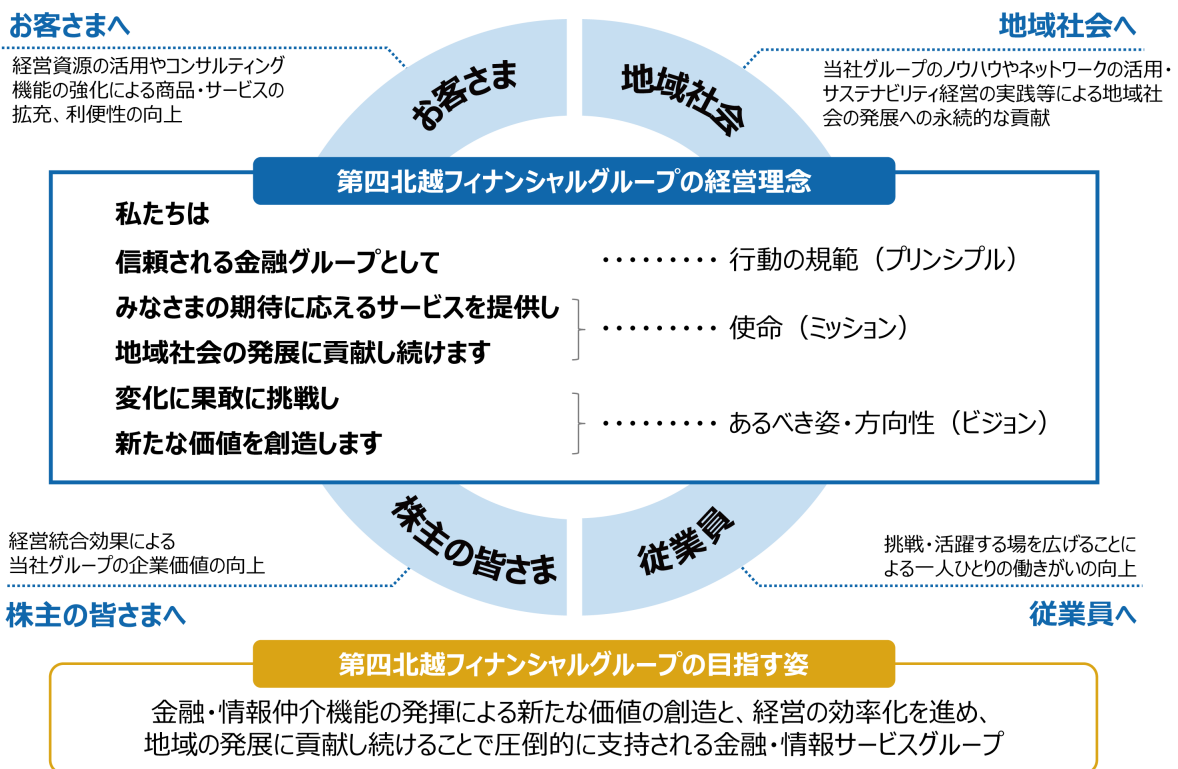 お客さまへ
経営資源の活用やコンサルティング
機能の強化による商品・サービスの
拡充、利便性の向上
お客さま
地域社会
地域社会へ
当社グループのノウハウやネットワークの活用・
サステナビリティ経営の実践等による地域社
会の発展への永続的な貢献
第四北越フィナンシャルグループの経営理念
私たちは
信頼される金融グループとして
・・・・・・・・・ 行動の規範（プリンシプル）
みなさまの期待に応えるサービスを提供し
地域社会の発展に貢献し続けます
・・・・・・・・・ 使命（ミッション）
変化に果敢に挑戦し
新たな価値を創造します
・・・・・・・・・ あるべき姿・方向性（ビジョン）
株主の皆さま
従業員
経営統合効果による
当社グループの企業価値の向上
株主の皆さまへ
挑戦・活躍する場を広げることに
よる一人ひとりの働きがいの向上
従業員へ
第四北越フィナンシャルグループの目指す姿
金融・情報仲介機能の発揮による新たな価値の創造と、経営の効率化を進め、
地域の発展に貢献し続けることで圧倒的に支持される金融・情報サービスグループ